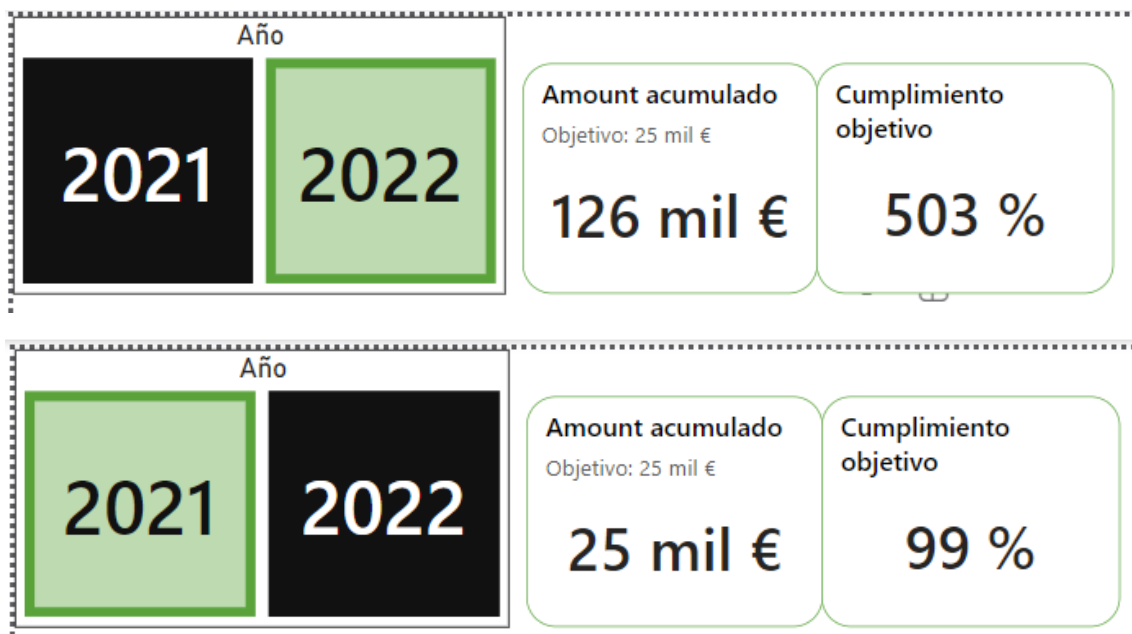 Año
2021
2022
Amount acumulado
Objetivo: 25 mil €
126 mil €
Cumplimiento
objetivo
503 %
Año
2021
2022
Amount acumulado
Objetivo: 25 mil €
25 mil €
Cumplimiento
objetivo
99 %